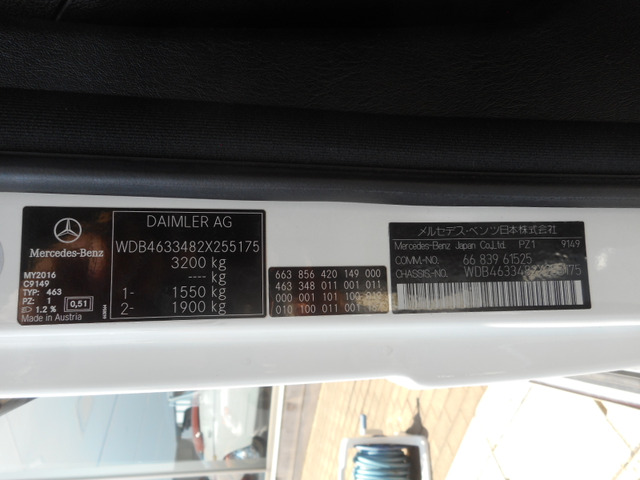 Mercedes-Benz
MY2016
C9149
TYP: 463
PZ: 1
1.2 %
0,51
Made in Austria
DAIMLER AG
WDB4633482X255175
3200 kg
---- kg
1- 1550 kg
2- 1900 kg
663 856 420 149 000
463 348 011 001 011
000 001 101 100
010 100 011 001
メルセデス・ベンツ日本株式会社
Mercedes-Benz Japan Co.,Ltd. PZ1 9149
COMM-NO. 66 839 61525
CHASSIS-NO.